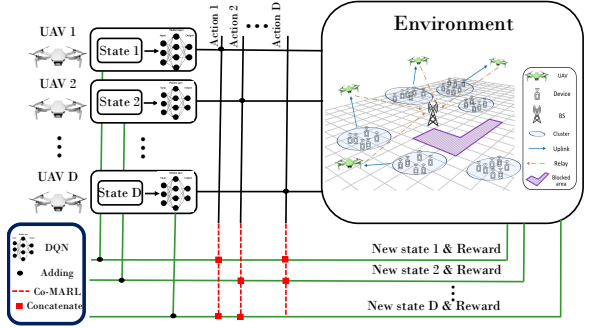 UAV 1
State 1
UAV 2
State 2
UAV D
State D
Action 1
Action 2
Action D
Environment
UAV
Device
BS
Cluster
Uplink
Relay
Blocked
area
DQN
Adding
Co-MARL
Concatenate
New state 1 & Reward
New state 2 & Reward
New state D & Reward